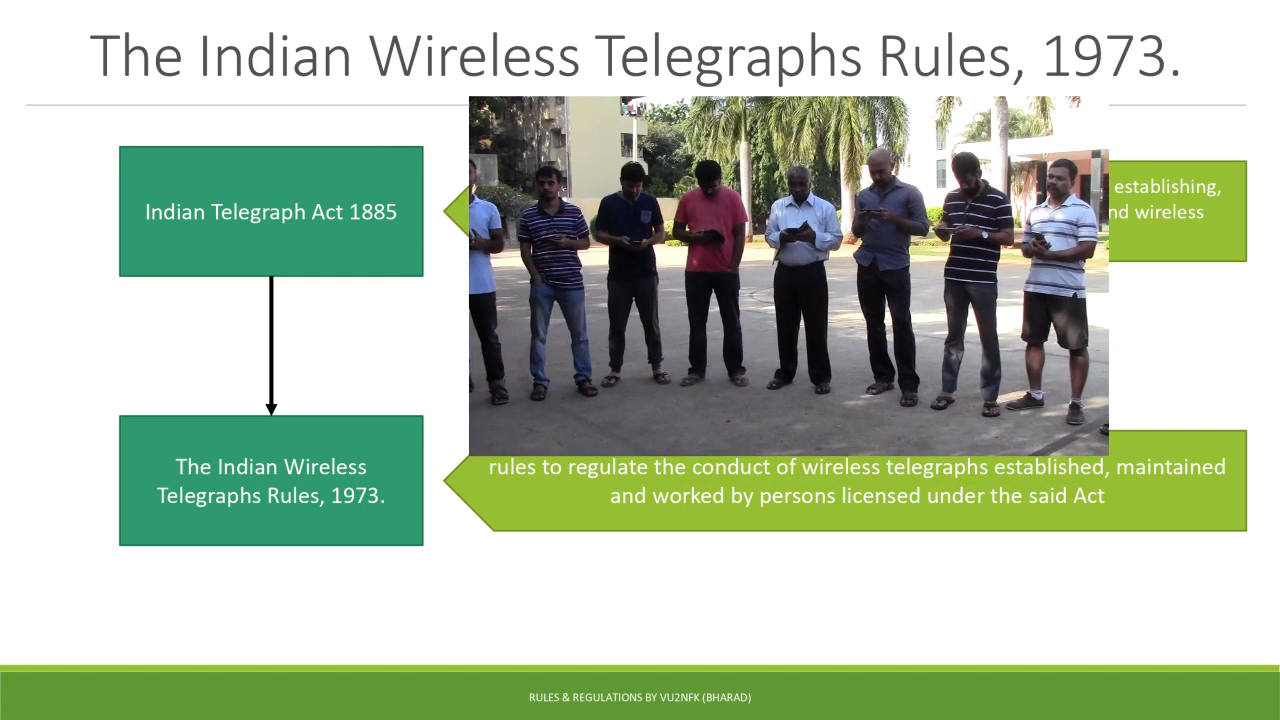 The Indian Wireless Telegraphs Rules, 1973.
Indian Telegraph Act 1885
establishing,
wireless
The Indian Wireless
Telegraphs Rules, 1973.
rules to regulate the conduct of wireless telegraphs established, maintained
and worked by persons licensed under the said Act
RULES & REGULATIONS BY VU2NFK (BHARAD)